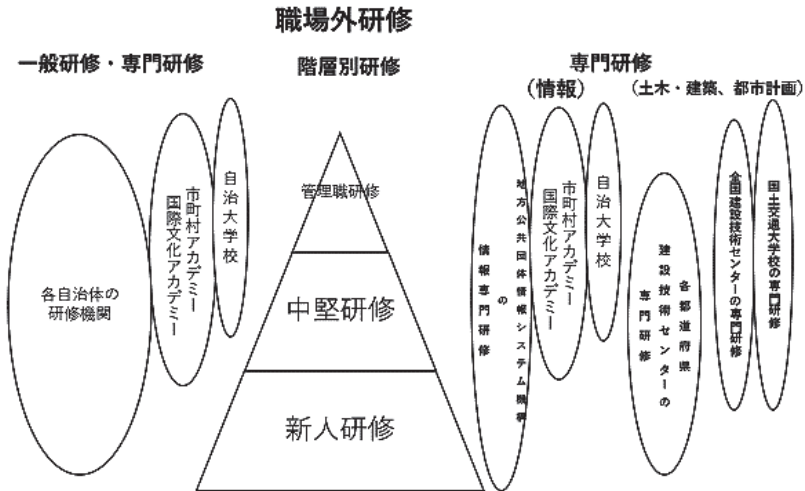 職場外研修
一般研修・専門研修
階層別研修
専門研修
(情報)
(土木・建築、都市計画)
各自治体の
研修機関
市町村アカデミー
国際文化アカデミー
自治大学校
管理職研修
中堅研修
新人研修
地方公共団体情報システム機構
の
情報専門研修
市町村アカデミー
国際文化アカデミー
自治大学校
各都道府県
建設技術センターの
専門研修
全国建設技術センターの専門研修
国土交通大学校の専門研修